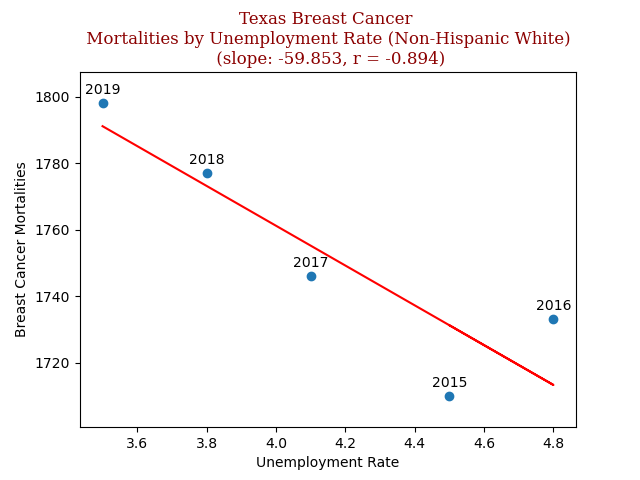 Texas Breast Cancer
Mortalities by Unemployment Rate (Non-Hispanic White)
(slope: -59.853, r = -0.894)
1800
1780
1760
1740
1720
Breast Cancer Mortalities
2019
2018
2017
2016
2015
3.6 3.8 4.0 4.2 4.4 4.6 4.8
Unemployment Rate